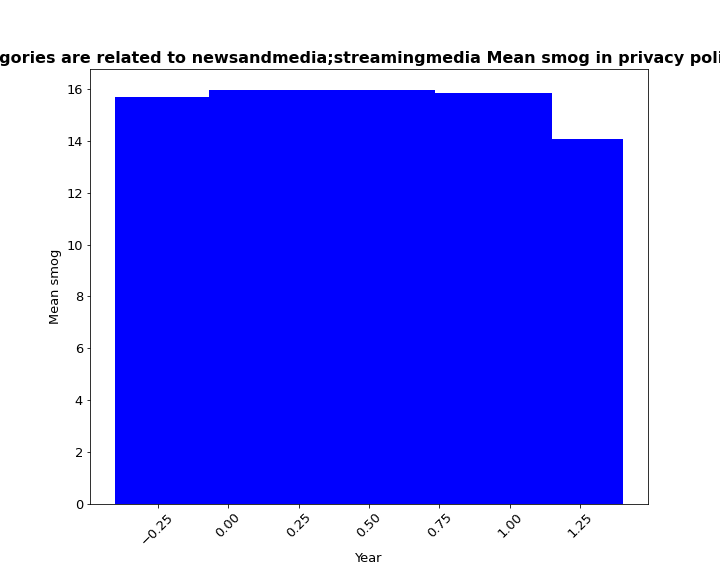 gories are related to newsandmedia;streamingmedia Mean smog in privacy poli
16
14
12
10
8
6
4
2
0
Mean smog
−0.25 0.00 0.25 0.50 0.75 1.00 1.25
Year